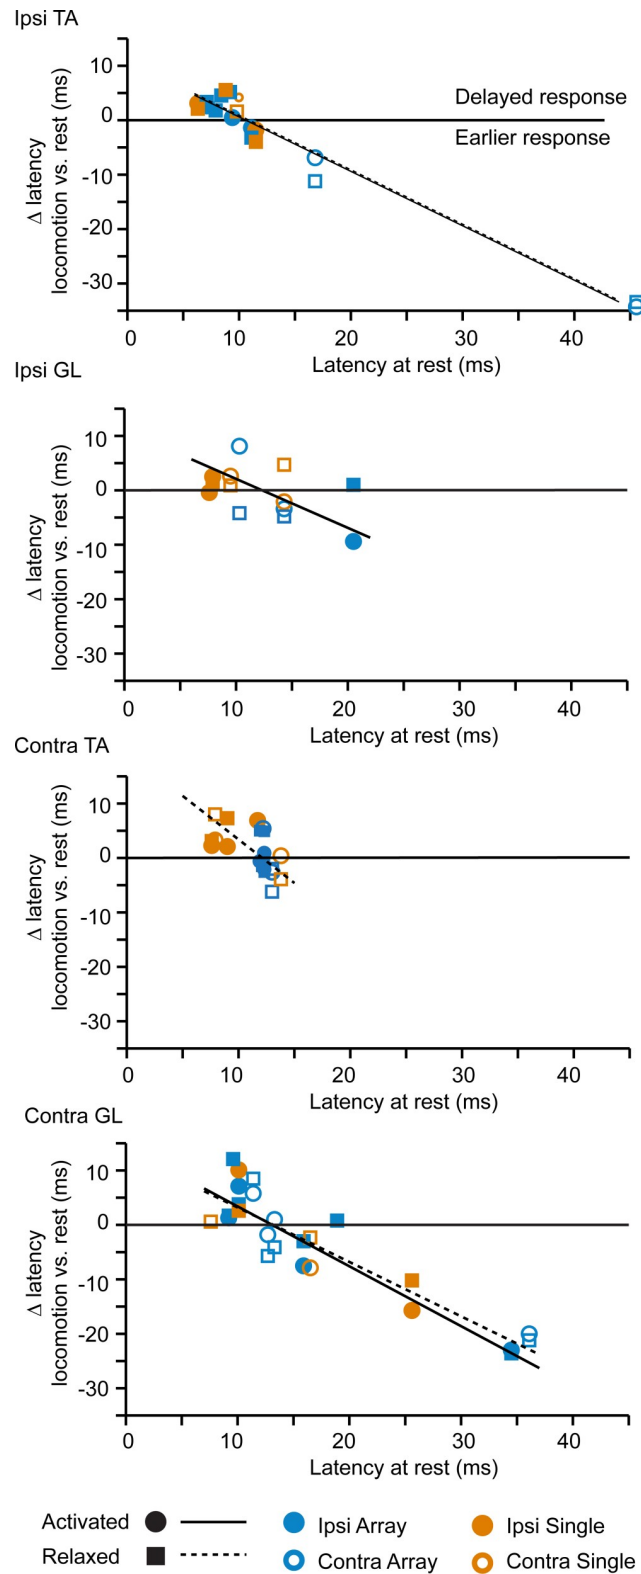 Ipsi TA
10
0
-10
-20
-30
Δ latency
locomotion vs. rest (ms)
Delayed response
Earlier response
0 10 20 30 40
Latency at rest (ms)
Ipsi GL
10
0
-10
-20
-30
Δ latency
locomotion vs. rest (ms)
0 10 20 30 40
Latency at rest (ms)
Contra TA
10
0
-10
-20
-30
Δ latency
locomotion vs. rest (ms)
0 10 20 30 40
Latency at rest (ms)
Contra GL
10
0
-10
-20
-30
Δ latency
locomotion vs. rest (ms)
0 10 20 30 40
Latency at rest (ms)
Activated Ipsi Array Ipsi Single
Relaxed Contra Array Contra Single